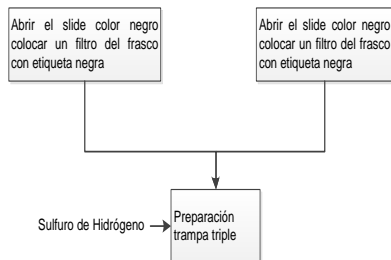 Abrir el slide color negro
colocar un filtro del frasco
con etiqueta negra
Abrir el slide color negro
colocar un filtro del frasco
con etiqueta negra
Sulfuro de Hidrógeno
Preparación
trampa triple